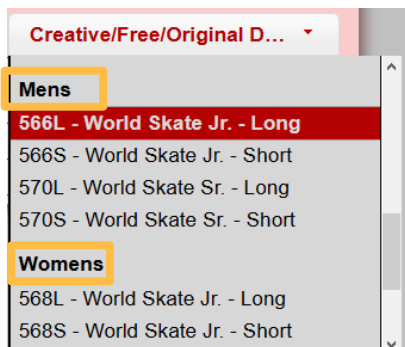 Creative/Free/Original D...
Mens
566L - World Skate Jr. - Long
566S - World Skate Jr. - Short
570L - World Skate Sr. - Long
570S - World Skate Sr. - Short
Womens
568L - World Skate Jr. - Long
568S - World Skate Jr. - Short